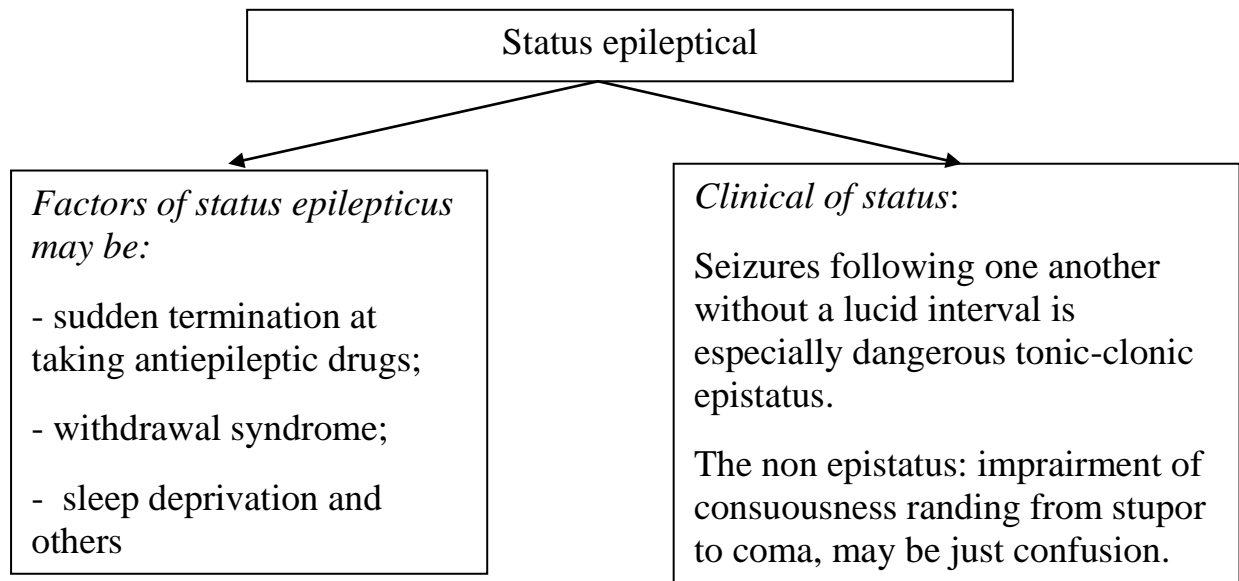 Status epileptical
Factors of status epilepticus
may be:
- sudden termination at
taking antiepileptic drugs;
- withdrawal syndrome;
- sleep deprivation and
others
Clinical of status:
Seizures following one another
without a lucid interval is
especially dangerous tonic-clonic
epistatus.
The non epistatus: imprairment of
consuousness randing from stupor
to coma, may be just confusion.